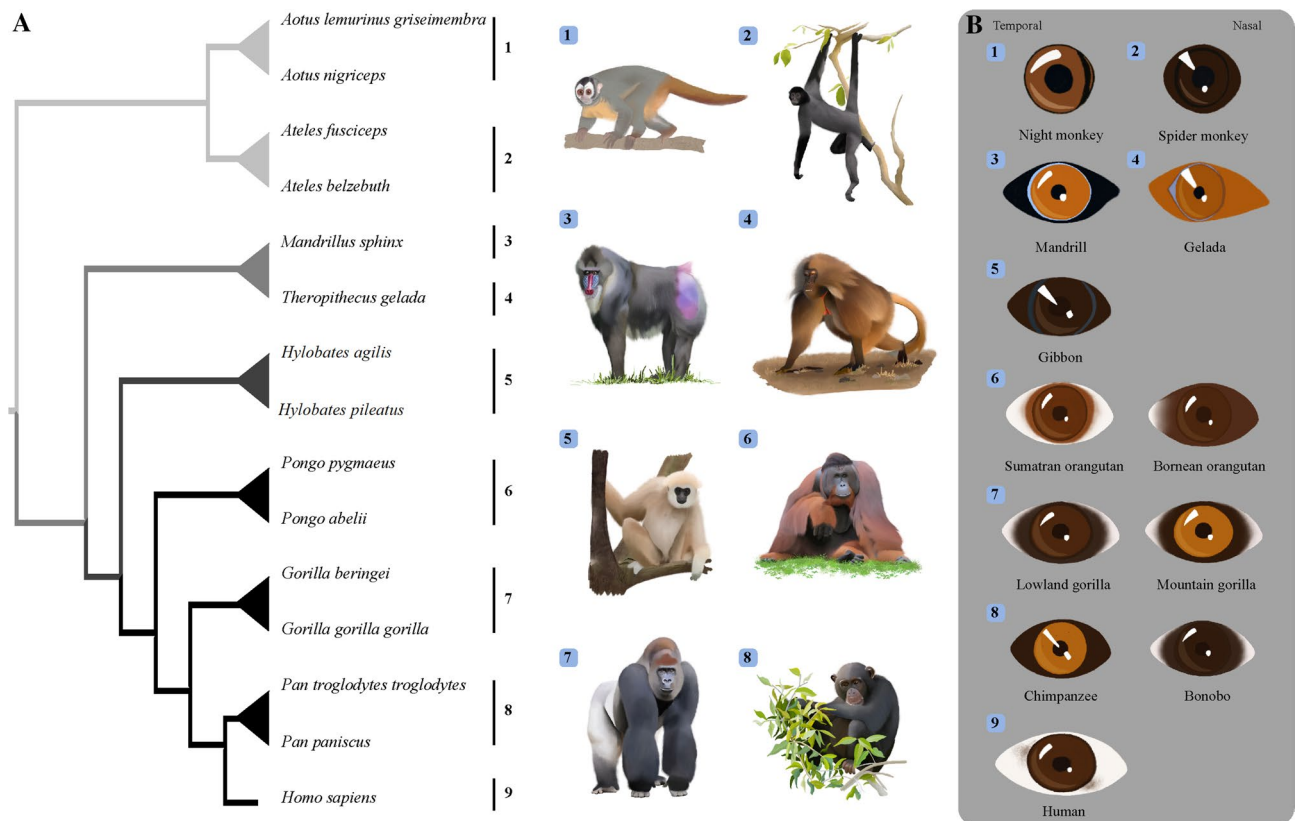 A
Aotus lemurinus griseimembra
Aotus nigriceps
1
Ateles fusciceps
Ateles belzebuth
2
Mandrillus sphinx
3
Theropithecus gelada
4
Hylobates agilis
Hylobates pileatus
5
Pongo pygmaeus
Pongo abelii
6
Gorilla beringei
Gorilla gorilla gorilla
7
Pan troglodytes troglodytes
Pan paniscus
8
Homo sapiens
9
1
2
3
4
5
6
7
8
B
Temporal
Nasal
1
2
Night monkey
Spider monkey
3
4
Mandrill
Gelada
5
Gibbon
6
Sumatran orangutan
Bornean orangutan
7
Lowland gorilla
Mountain gorilla
8
Chimpanzee
Bonobo
9
Human